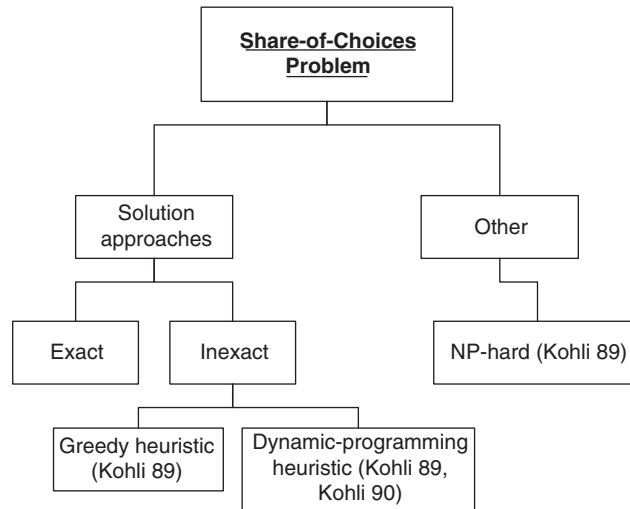 Share-of-Choices
Problem
Solution
approaches
Other
Exact
Inexact
NP-hard (Kohli 89)
Greedy heuristic
(Kohli 89)
Dynamic-programming
heuristic (Kohli 89,
Kohli 90)